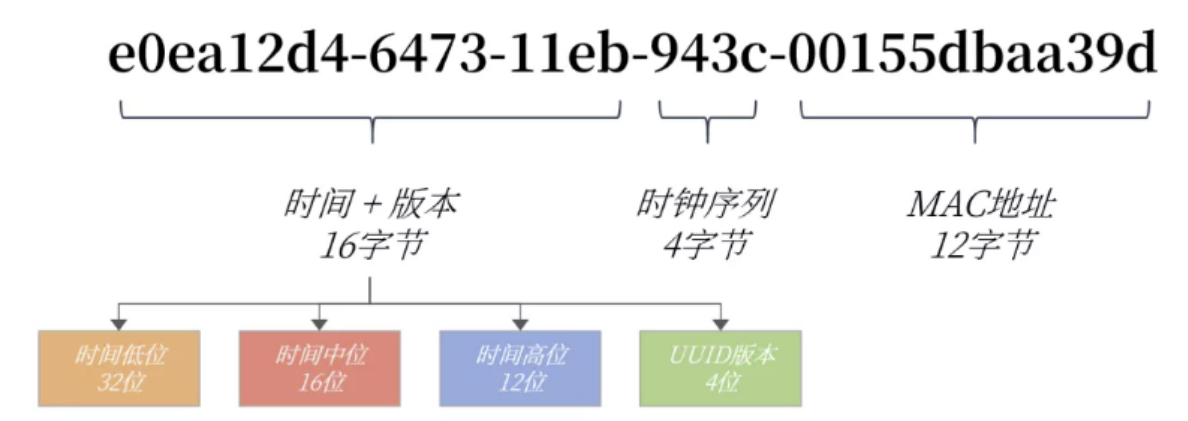 e0ea12d4-6473-11eb-943c-00155dbaa39d
时间 + 版本
16字节
时钟序列
4字节
MAC地址
12字节
时间低位
32位
时间中位
16位
时间高位
12位
UUID版本
4位